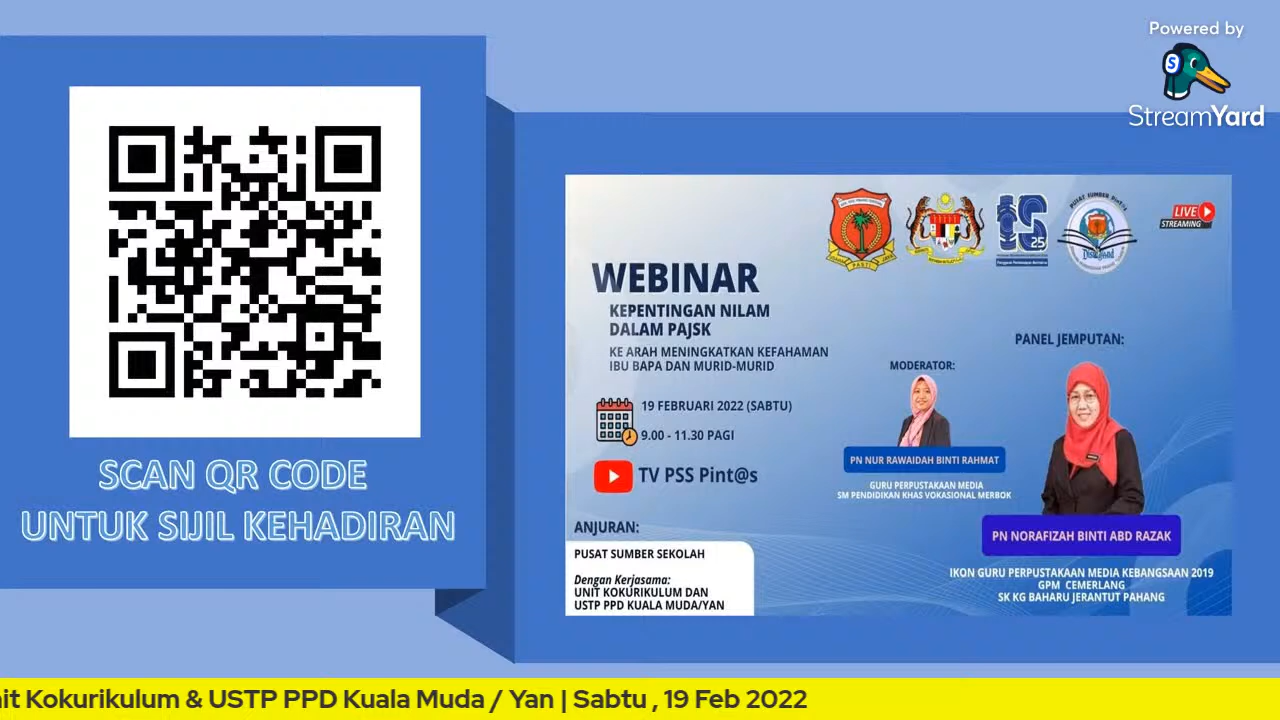 Powered by
StreamYard
SCAN QR CODE
UNTUK SIJIL KEHADIRAN
LIVE
STREAMING
WEBINAR
KEPENTINGAN NILAM
DALAM PAJSK
KE ARAH MENINGKATKAN KEFAHAMAN
IBU BAPA DAN MURID-MURID
19 FEBRUARI 2022 (SABTU)
9.00 - 11.30 PAGI
TV PSS Pint@s
ANJURAN:
PUSAT SUMBER SEKOLAH
Dengan Kerjasama:
UNIT KOKURIKULUM DAN
USTP PPD KUALA MUDA/YAN
MODERATOR:
PN NUR RAWAIDAH BINTI RAHMAT
GURU PERPUSTAKAAN MEDIA
SM PENDIDIKAN KHAS VOKASIONAL MERBOK
PANEL JEMPUTAN:
PN NORAFIZAH BINTI ABD RAZAK
IKON GURU PERPUSTAKAAN MEDIA KEBANGSAAN 2019
GPM CEMERLANG
SK KG BAHARU JERANTUT PAHANG
Kokurikulum & USTP PPD Kuala Muda / Yan | Sabtu , 19 Feb 2022